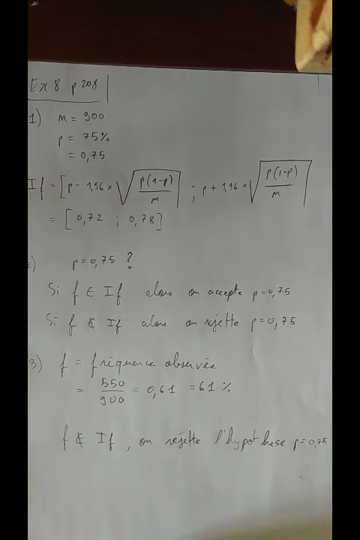 Ex 8 p 208
1) m = 900
p = 75%
= 0,75
If = [p - 1,96 × √(p(1-p)/m) ; p + 1,96 × √(p(1-p)/m)
= [0,72 ; 0,78]
) p = 0,75 ?
Si f ∈ If alors on accepte p=0,75
Si f ∉ If alors on rejette p=0,75
3) f = fréquence observée
= 550/900 = 0,61 = 61 %
f ∉ If, on rejette l'hypothèse p=0,75